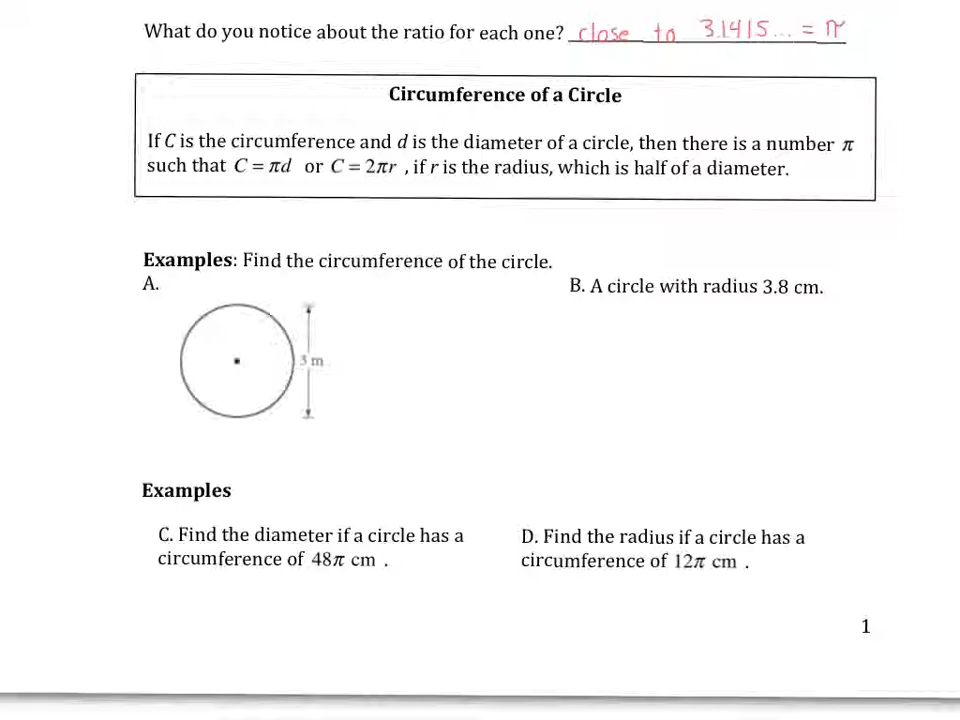 What do you notice about the ratio for each one? close to 3.1415... = π
Circumference of a Circle
If C is the circumference and d is the diameter of a circle, then there is a number π
such that C = πd or C = 2πr , if r is the radius, which is half of a diameter.
Examples: Find the circumference of the circle.
A.
B. A circle with radius 3.8 cm.
3 m
Examples
C. Find the diameter if a circle has a
circumference of 48π cm .
D. Find the radius if a circle has a
circumference of 12π cm .
1